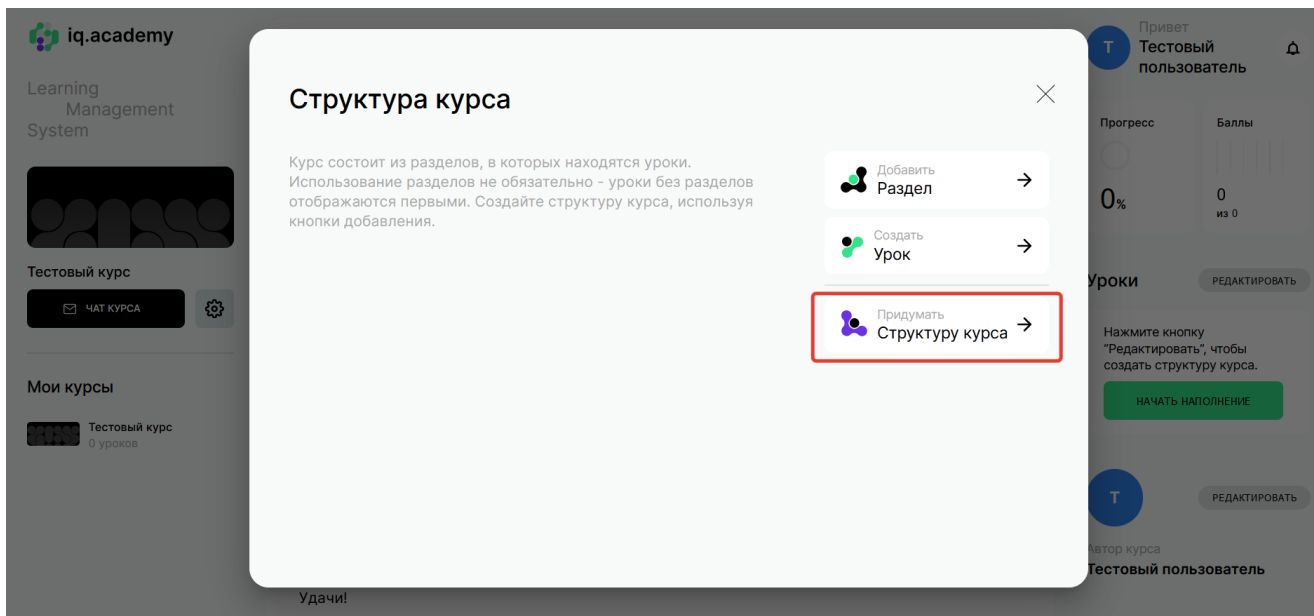 iq.academy
Learning
Management
System
Тестовый курс
ЧАТ КУРСА
Мои курсы
Тестовый курс
0 уроков
Структура курса
Курс состоит из разделов, в которых находятся уроки.
Использование разделов не обязательно - уроки без разделов
отображаются первыми. Создайте структуру курса, используя
кнопки добавления.
Добавить
Раздел
Создать
Урок
Придумать
Структуру курса
Удачи!
Т
Привет
Тестовый
пользователь
Прогресс
0%
Баллы
0
из 0
Уроки
РЕДАКТИРОВАТЬ
Нажмите кнопку
"Редактировать", чтобы
создать структуру курса.
НАЧАТЬ НАПОЛНЕНИЕ
Т
РЕДАКТИРОВАТЬ
Автор курса
Тестовый пользователь